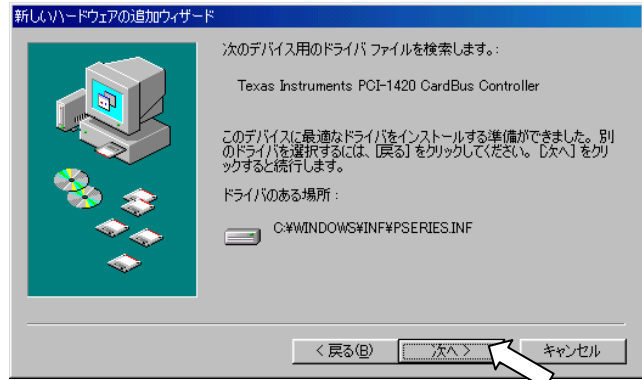 新しいハードウェアの追加ウィザード
次のデバイス用のドライバ ファイルを検索します。:
Texas Instruments PCI-1420 CardBus Controller
このデバイスに最適なドライバをインストールする準備ができました。別
のドライバを選択するには、[戻る] をクリックしてください。[次へ] をクリ
ックすると続行します。
ドライバのある場所 :
C:¥WINDOWS¥INF¥PSERIES.INF
< 戻る(B)
次へ >
キャンセル